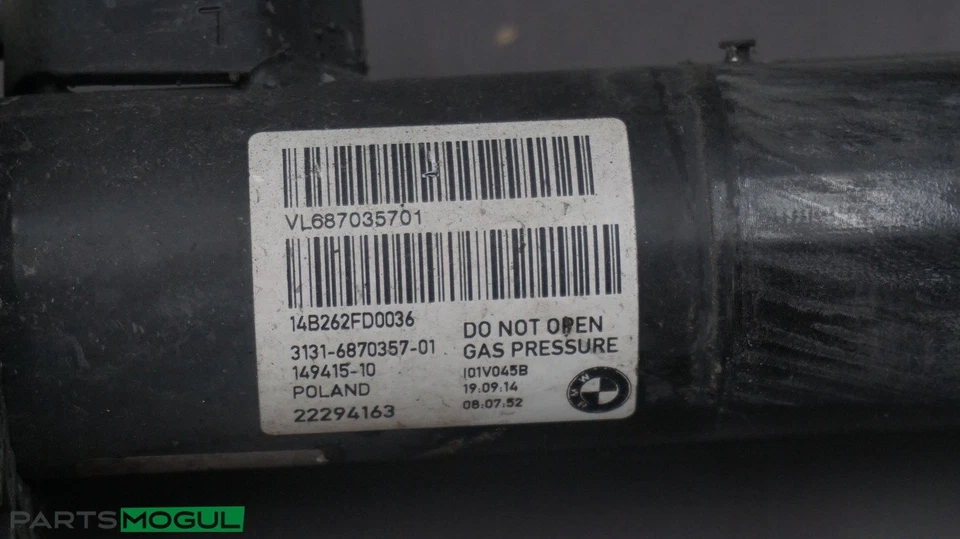 L
VL687035701
14B262FD0036
3131-6870357-01
149415-10
POLAND
22294163
DO NOT OPEN
GAS PRESSURE
I01V045B
19.09.14
08:07:52
BMW
PARTSMOGUL